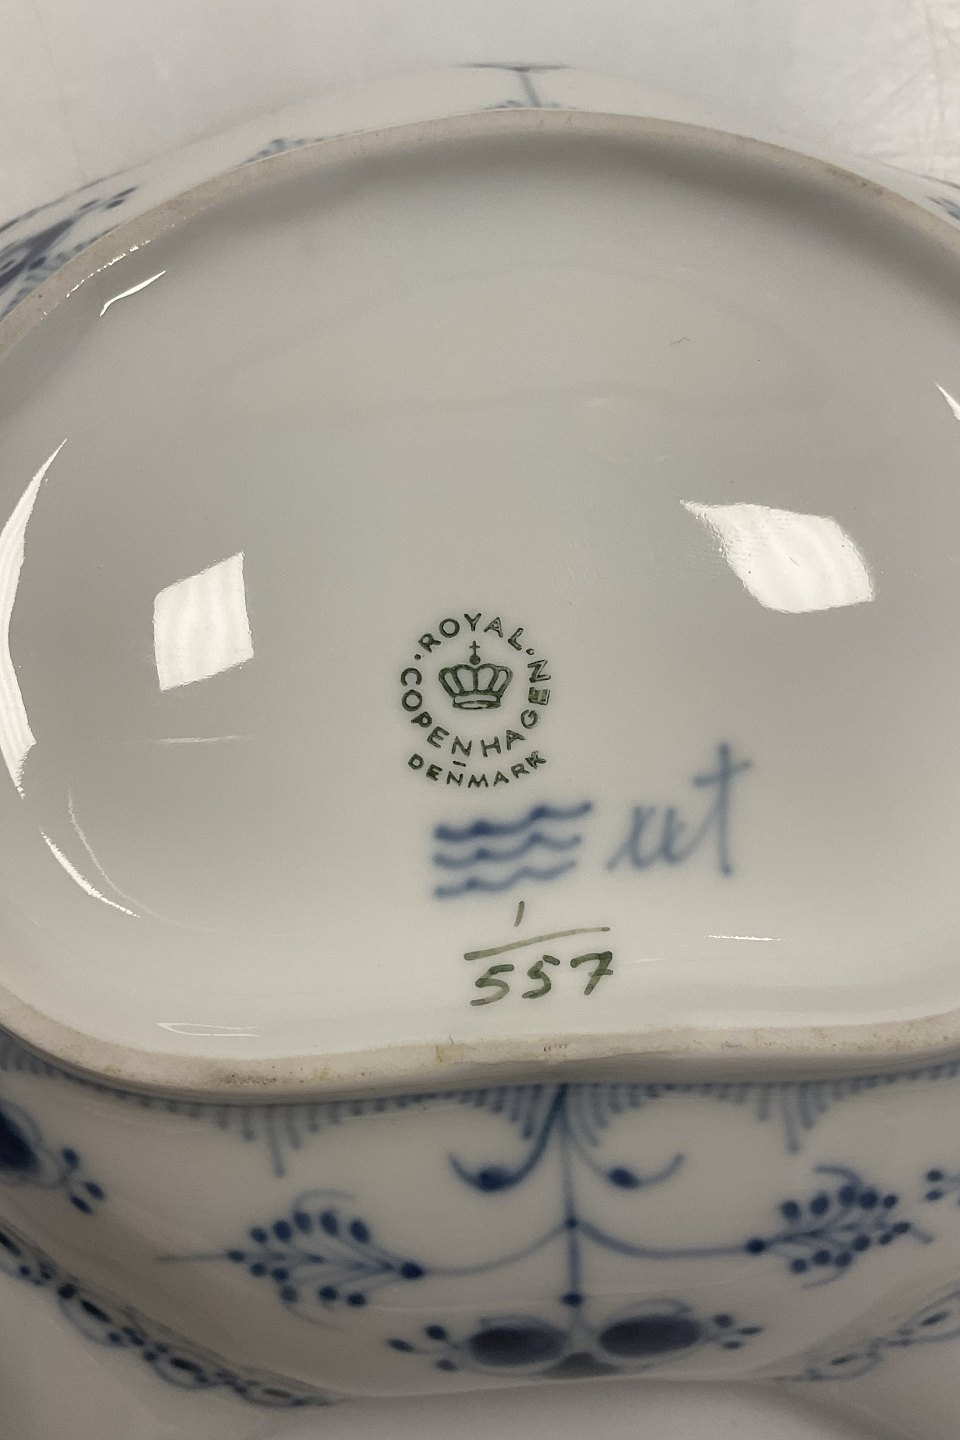 ROYAL COPENHAGEN
DENMARK
1
557